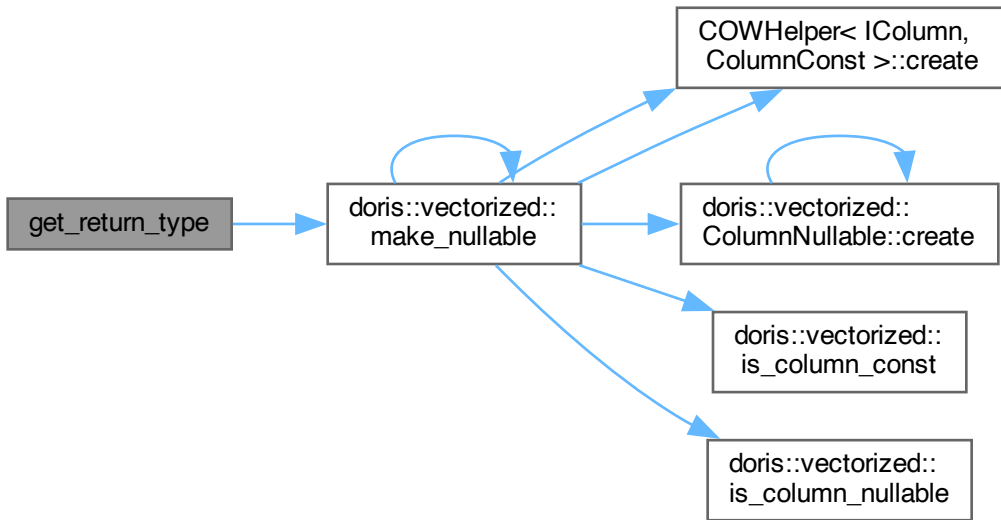 COWHelper< IColumn,
ColumnConst >::create
get_return_type
doris::vectorized::
make_nullable
doris::vectorized::
ColumnNullable::create
doris::vectorized::
is_column_const
doris::vectorized::
is_column_nullable